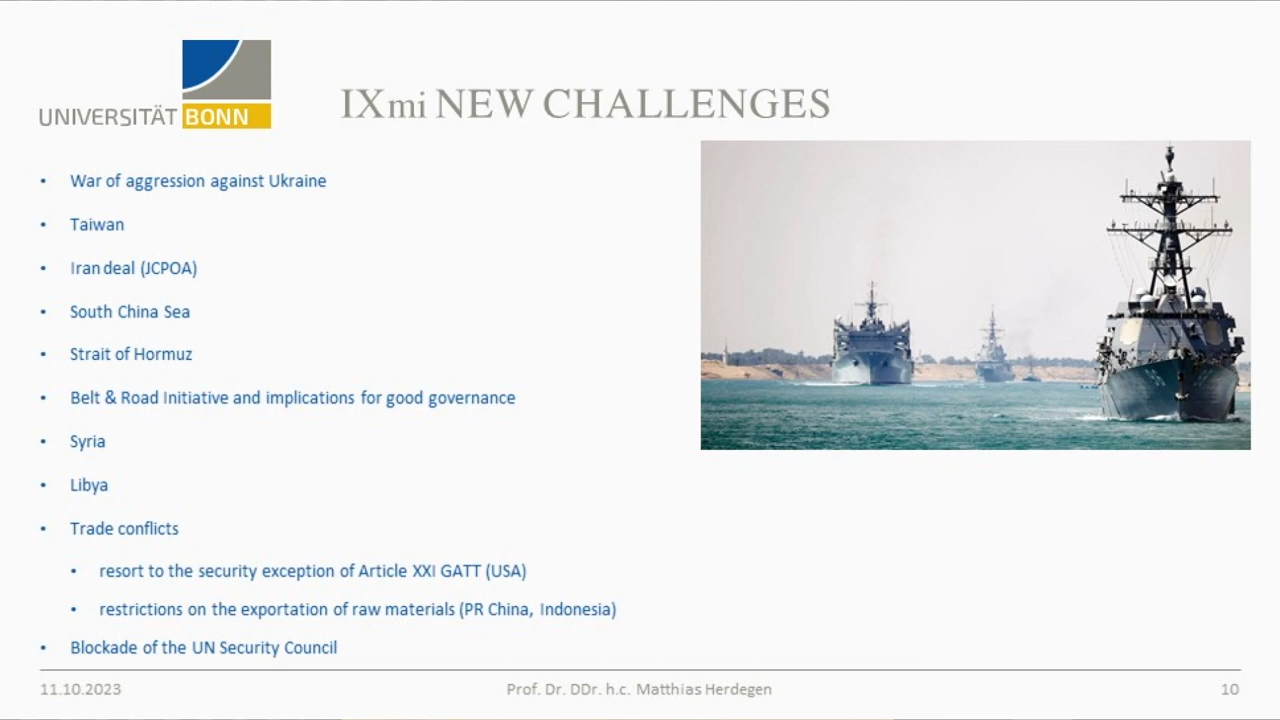 UNIVERSITÄT BONN
IXmi NEW CHALLENGES
• War of aggression against Ukraine
• Taiwan
• Iran deal (JCPOA)
• South China Sea
• Strait of Hormuz
• Belt & Road Initiative and implications for good governance
• Syria
• Libya
• Trade conflicts
• resort to the security exception of Article XXI GATT (USA)
• restrictions on the exportation of raw materials (PR China, Indonesia)
• Blockade of the UN Security Council
11.10.2023
Prof. Dr. DDr. h.c. Matthias Herdegen
10